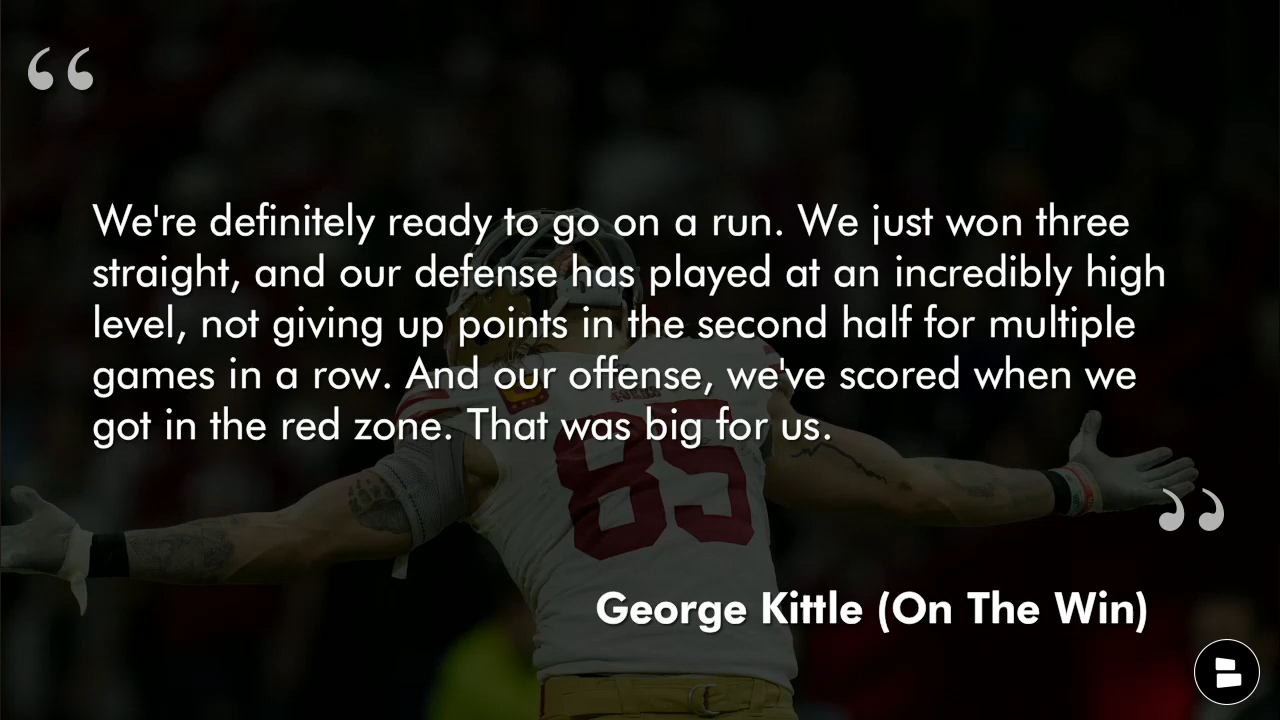 “
We're definitely ready to go on a run. We just won three
straight, and our defense has played at an incredibly high
level, not giving up points in the second half for multiple
games in a row. And our offense, we've scored when we
got in the red zone. That was big for us.
”
49ERS
85
George Kittle (On The Win)